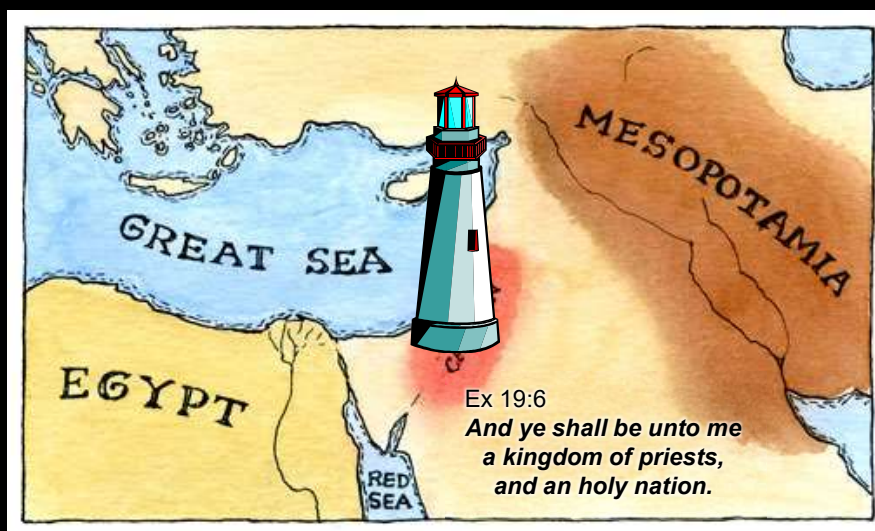 MESOPOTAMIA
GREAT SEA
EGYPT
RED
SEA
Ex 19:6
And ye shall be unto me
a kingdom of priests,
and an holy nation.